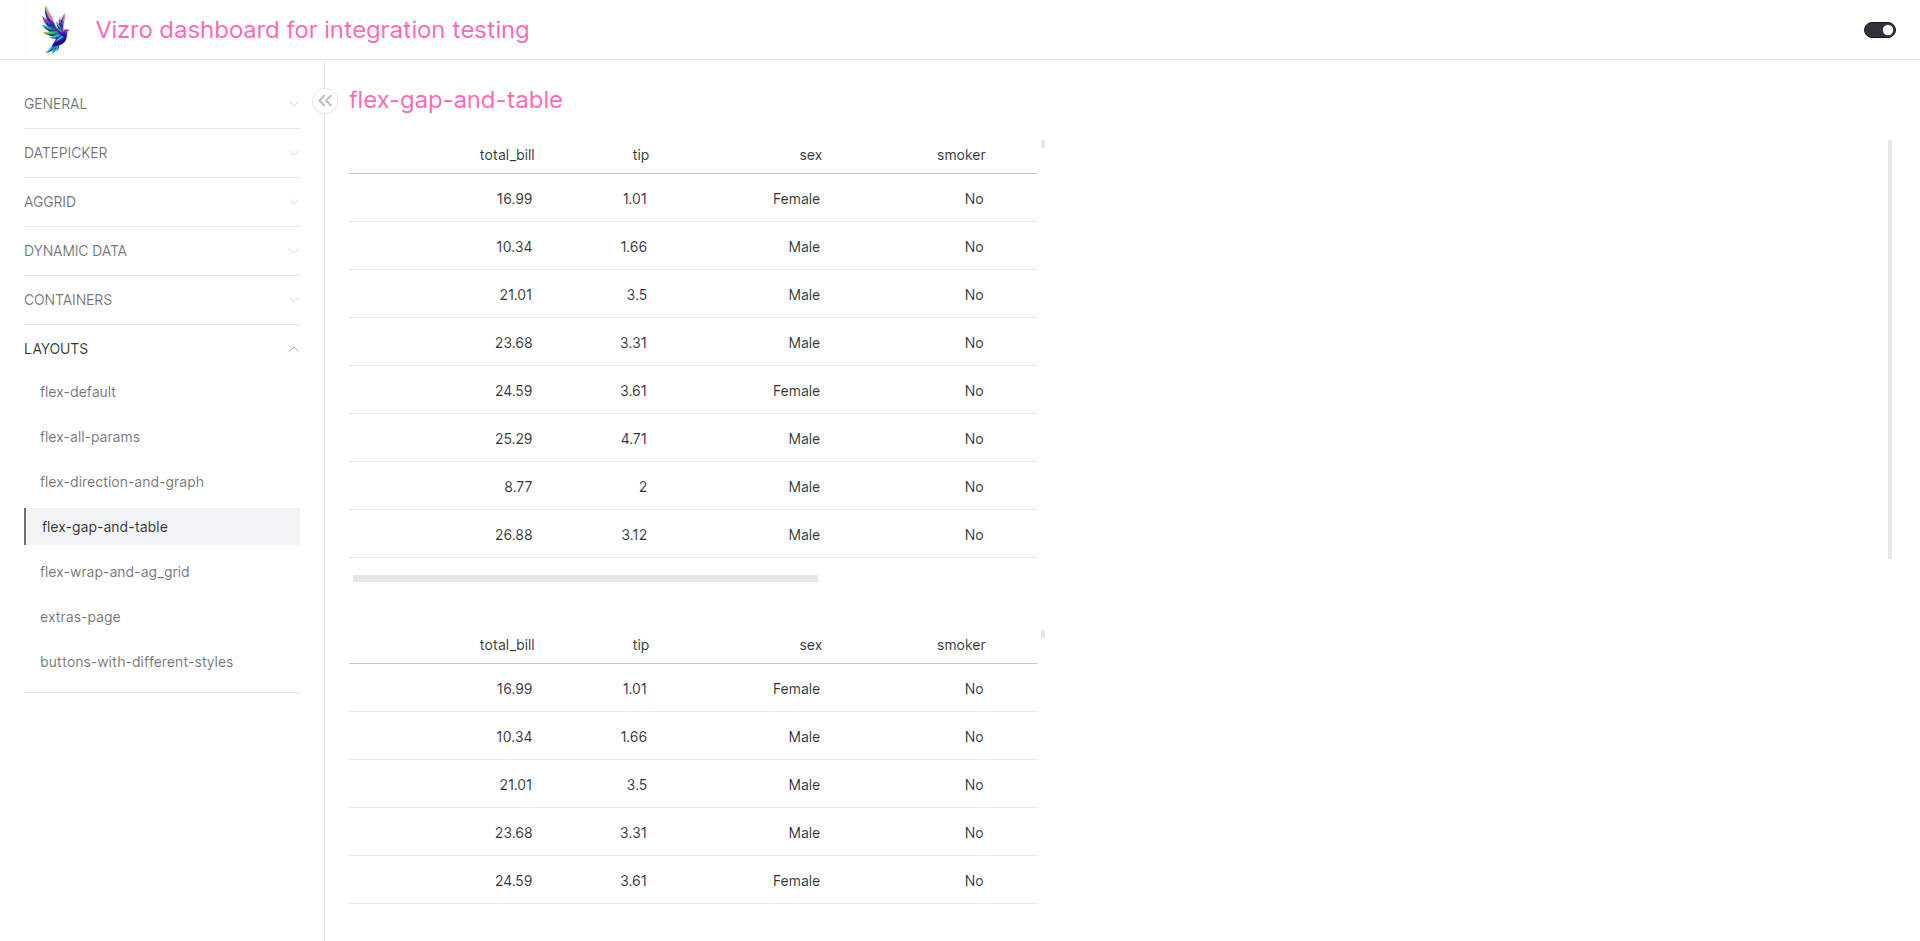 Vizro dashboard for integration testing
GENERAL
DATEPICKER
AGGRID
DYNAMIC DATA
CONTAINERS
LAYOUTS
flex-default
flex-all-params
flex-direction-and-graph
flex-gap-and-table
flex-wrap-and-ag_grid
extras-page
buttons-with-different-styles
flex-gap-and-table
total_bill tip sex smoker
16.99 1.01 Female No
10.34 1.66 Male No
21.01 3.5 Male No
23.68 3.31 Male No
24.59 3.61 Female No
25.29 4.71 Male No
8.77 2 Male No
26.88 3.12 Male No
total_bill tip sex smoker
16.99 1.01 Female No
10.34 1.66 Male No
21.01 3.5 Male No
23.68 3.31 Male No
24.59 3.61 Female No